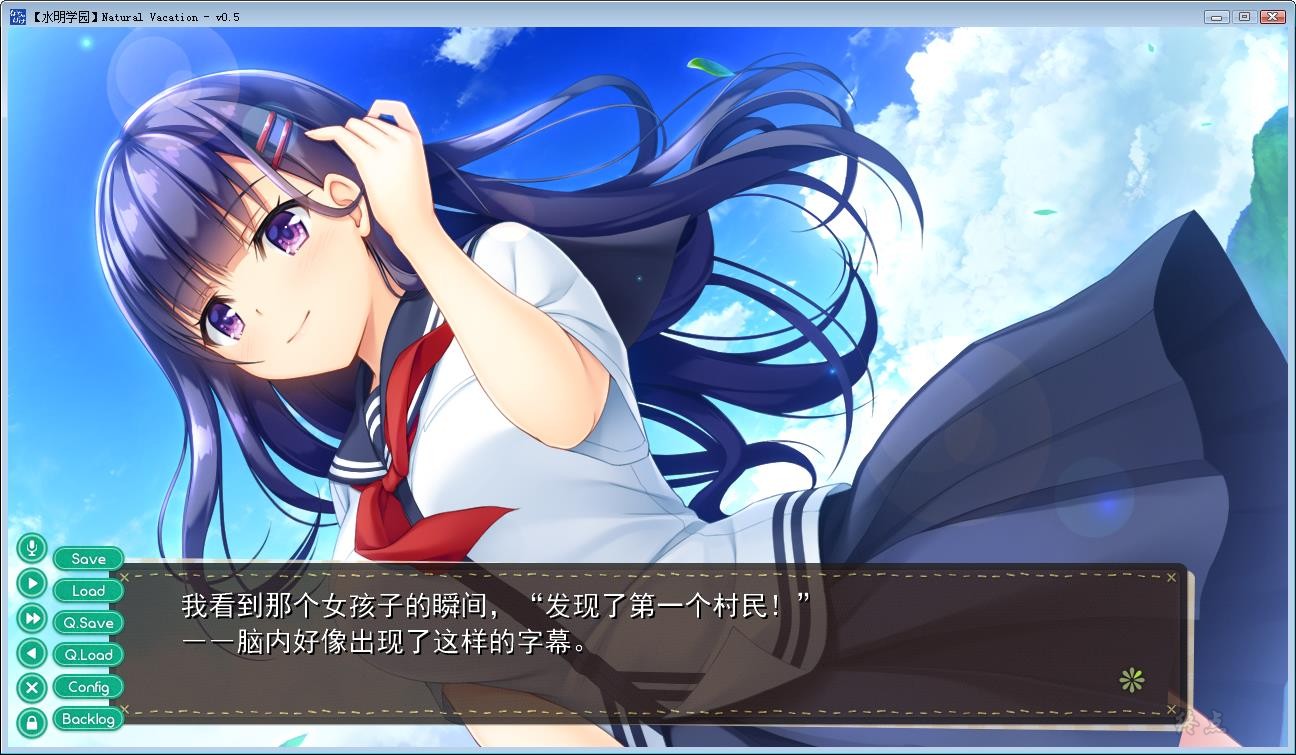 【水明学园】Natural Vacation - v0.5
我看到那个女孩子的瞬间，“发现了第一个村民！”
——脑内好像出现了这样的字幕。
Save
Load
Q.Save
Q.Load
Config
Backlog